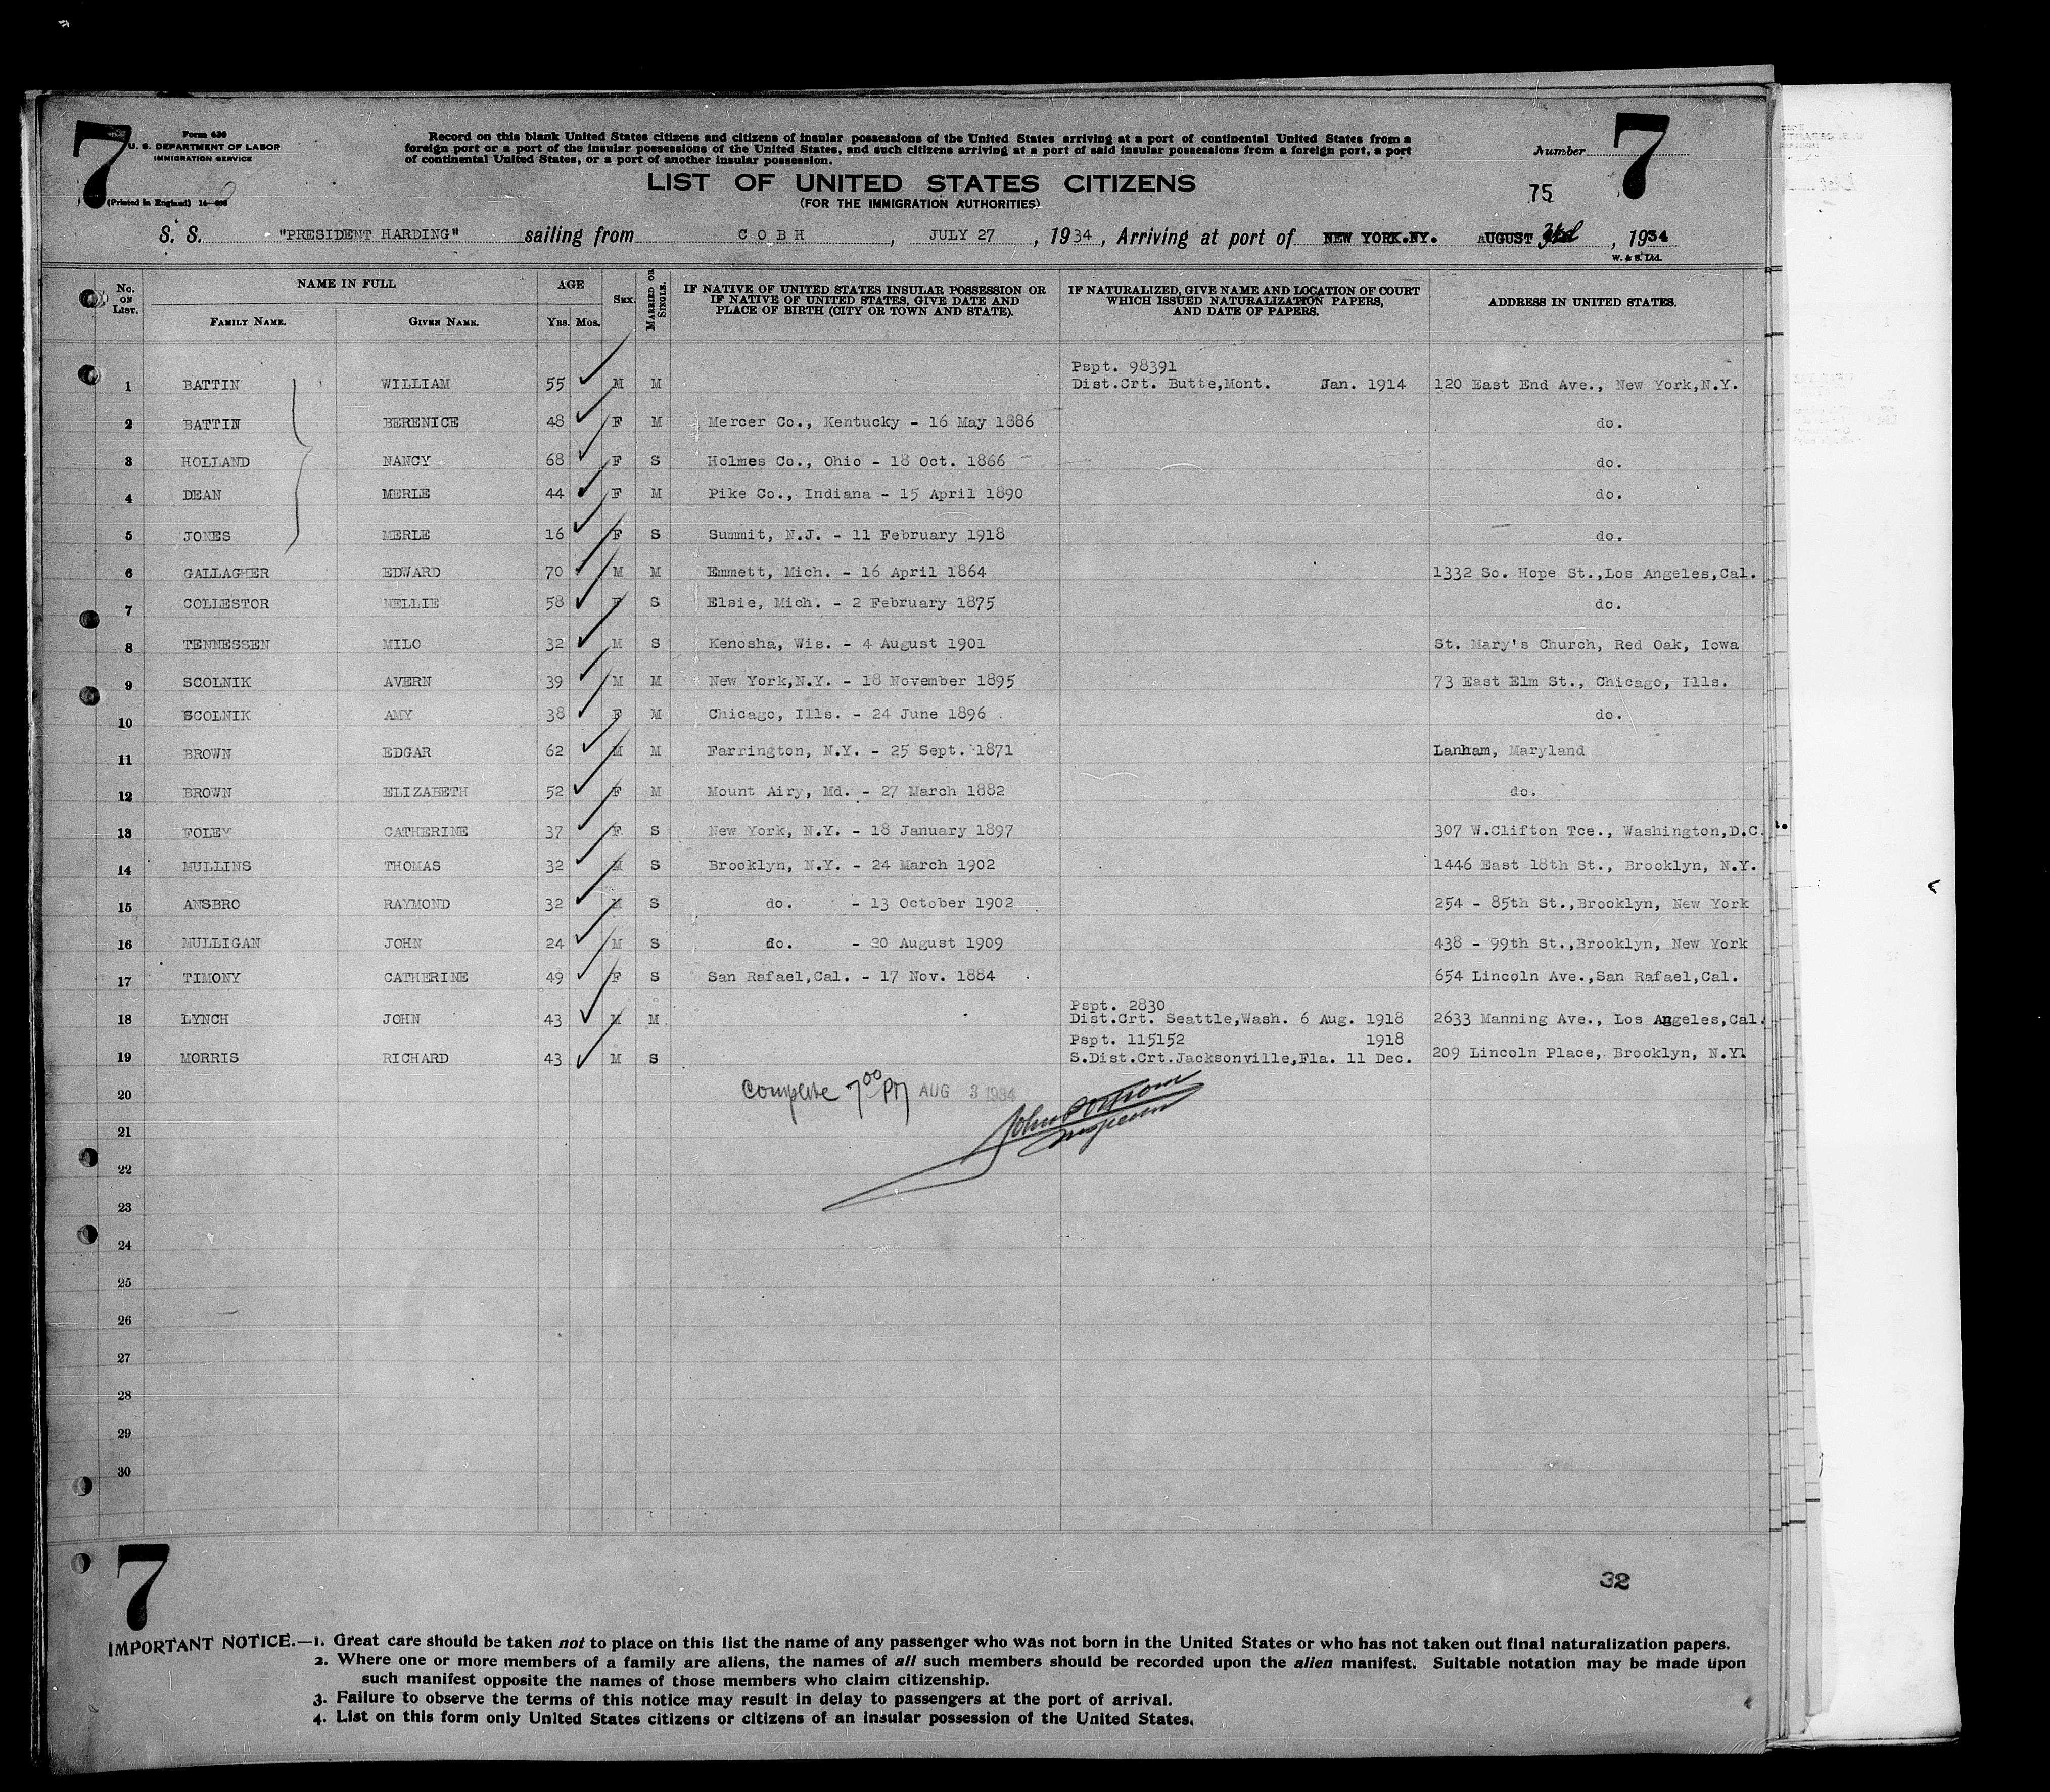 7
Form 630
U. S. DEPARTMENT OF LABOR
IMMIGRATION SERVICE
(Printed in England) 14—608
Record on this blank United States citizens and citizens of insular possessions of the United States arriving at a port of continental United States from a
foreign port or a port of the insular possessions of the United States, and such citizens arriving at a port of said insular possessions from a foreign port, a port
of continental United States, or a port of another insular possession.
Number 7
LIST OF UNITED STATES CITIZENS
(FOR THE IMMIGRATION AUTHORITIES)
75
S. S. "PRESIDENT HARDING" sailing from COBH, JULY 27, 1934, Arriving at port of NEW YORK.NY. AUGUST 3rd, 1934
W. & S. Ltd.
No. ON LIST. NAME IN FULL AGE SEX. MARRIED OR SINGLE. IF NATIVE OF UNITED STATES INSULAR POSSESSION OR IF NATIVE OF UNITED STATES, GIVE DATE AND PLACE OF BIRTH (CITY OR TOWN AND STATE). IF NATURALIZED, GIVE NAME AND LOCATION OF COURT WHICH ISSUED NATURALIZATION PAPERS, AND DATE OF PAPERS. ADDRESS IN UNITED STATES.
FAMILY NAME. GIVEN NAME. YRS. MOS.
Pspt. 98391
1 BATTIN WILLIAM 55 M M Dist.Crt. Butte,Mont. Jan. 1914 120 East End Ave., New York,N.Y.
2 BATTIN BERENICE 48 F M Mercer Co., Kentucky - 16 May 1886 do.
3 HOLLAND NANCY 68 F S Holmes Co., Ohio - 18 Oct. 1866 do.
4 DEAN MERLE 44 F M Pike Co., Indiana - 15 April 1890 do.
5 JONES MERLE 16 F S Summit, N.J. - 11 February 1918 do.
6 GALLAGHER EDWARD 70 M M Emmett, Mich. - 16 April 1864 1332 So. Hope St.,Los Angeles,Cal.
7 COLLESTOR NELLIE 58 F S Elsie, Mich. - 2 February 1875 do.
8 TENNESSEN MILO 32 M S Kenosha, Wis. - 4 August 1901 St. Mary's Church, Red Oak, Iowa
9 SCOLNIK AVERN 39 M M New York,N.Y. - 18 November 1895 73 East Elm St., Chicago, Ills.
10 SCOLNIK AMY 38 F M Chicago, Ills. - 24 June 1896 do.
11 BROWN EDGAR 62 M M Farrington, N.Y. - 25 Sept. 1871 Lanham, Maryland
12 BROWN ELIZABETH 52 F M Mount Airy, Md. - 27 March 1882 do.
13 FOLEY CATHERINE 37 F S New York, N.Y. - 18 January 1897 307 W.Clifton Tce., Washington,D.C.
14 MULLINS THOMAS 32 M S Brooklyn, N.Y. - 24 March 1902 1446 East 18th St., Brooklyn, N.Y.
15 ANSBRO RAYMOND 32 M S do. - 13 October 1902 254 - 85th St.,Brooklyn, New York
16 MULLIGAN JOHN 24 M S do. - 20 August 1909 438 - 99th St.,Brooklyn, New York
17 TIMONY CATHERINE 49 F S San Rafael,Cal. - 17 Nov. 1884 654 Lincoln Ave.,San Rafael,Cal.
Pspt. 2830
18 LYNCH JOHN 43 M M Dist.Crt. Seattle,Wash. 6 Aug. 1918 2633 Manning Ave., Los Angeles,Cal.
Pspt. 115152 1918
19 MORRIS RICHARD 43 M S S.Dist.Crt.Jacksonville,Fla. 11 Dec. 209 Lincoln Place, Brooklyn, N.Y.
20 Complete 7 00 PM AUG 3 1934
21 John Inspector
22
23
24
25
26
27
28
29
30
7
32
IMPORTANT NOTICE.—1. Great care should be taken not to place on this list the name of any passenger who was not born in the United States or who has not taken out final naturalization papers.
2. Where one or more members of a family are aliens, the names of all such members should be recorded upon the alien manifest. Suitable notation may be made upon
such manifest opposite the names of those members who claim citizenship.
3. Failure to observe the terms of this notice may result in delay to passengers at the port of arrival.
4. List on this form only United States citizens or citizens of an insular possession of the United States.